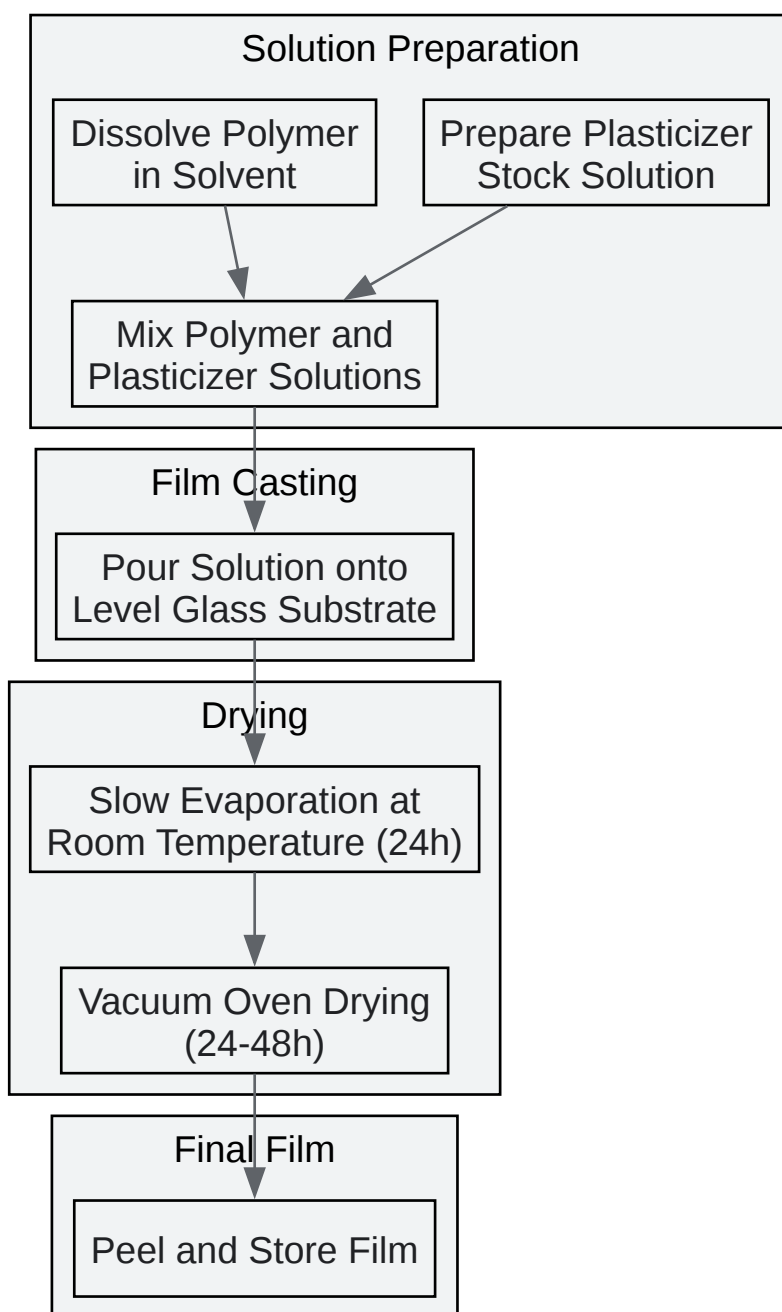 Solution Preparation
Dissolve Polymer
in Solvent
Prepare Plasticizer
Stock Solution
Mix Polymer and
Plasticizer Solutions
Film Casting
Pour Solution onto
Level Glass Substrate
Drying
Slow Evaporation at
Room Temperature (24h)
Vacuum Oven Drying
(24-48h)
Final Film
Peel and Store Film